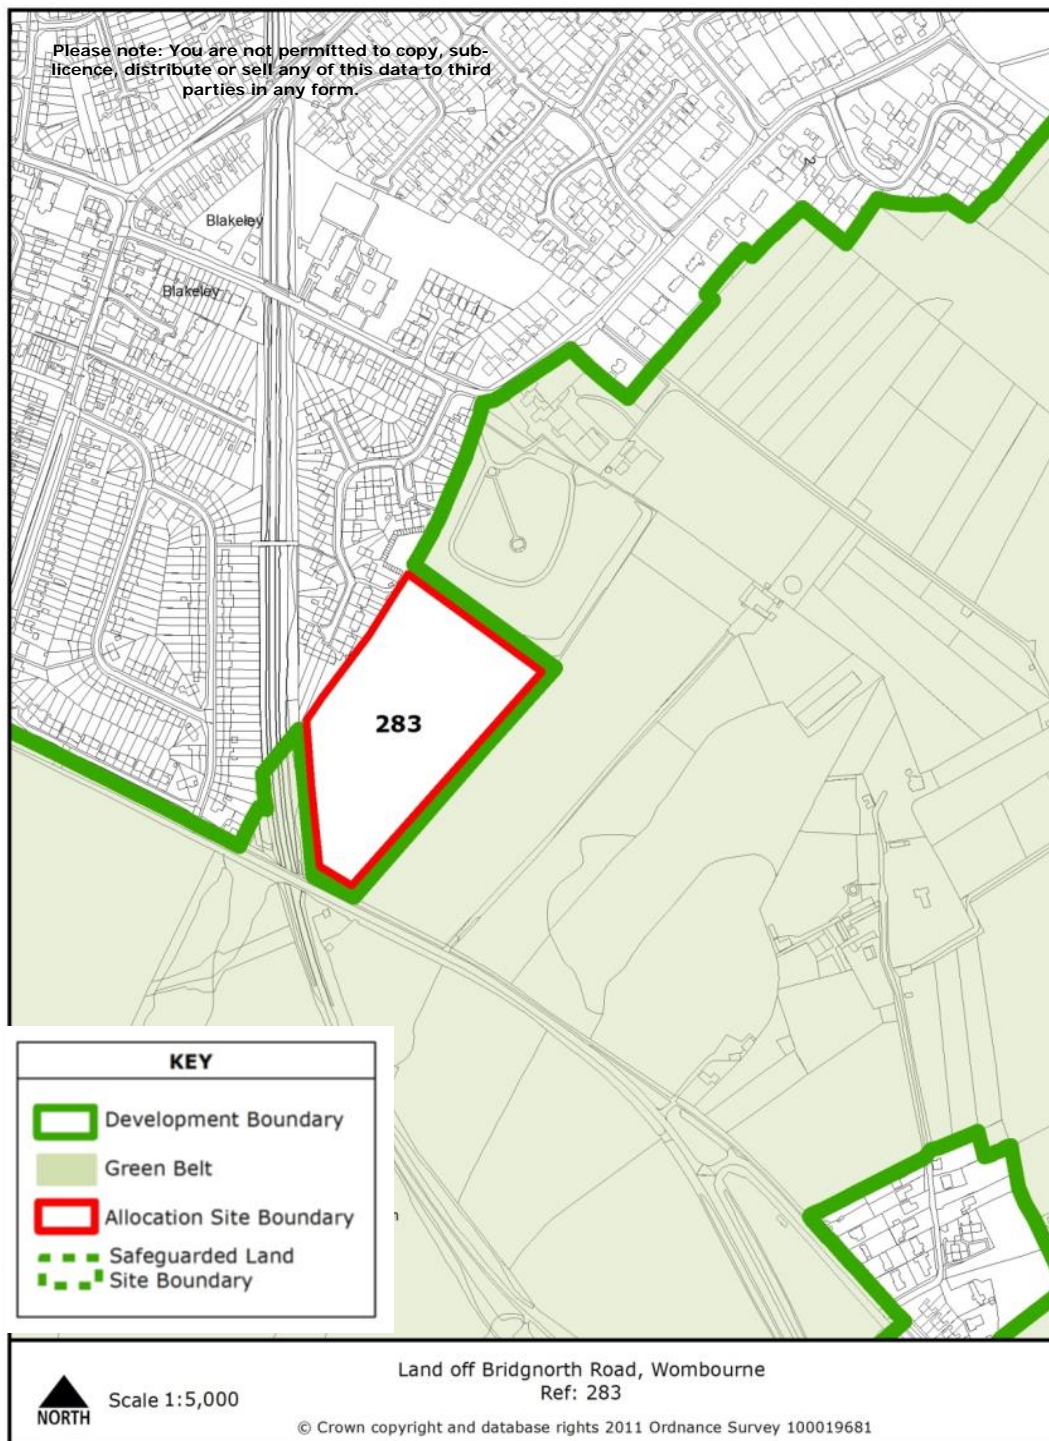 Please note: You are not permitted to copy, sub-
licence, distribute or sell any of this data to third
parties in any form.
Blakeley
Blakeley
2
283
KEY
Development Boundary
Green Belt
Allocation Site Boundary
Safeguarded Land
Site Boundary
NORTH
Scale 1:5,000
Land off Bridgnorth Road, Wombourne
Ref: 283
© Crown copyright and database rights 2011 Ordnance Survey 100019681